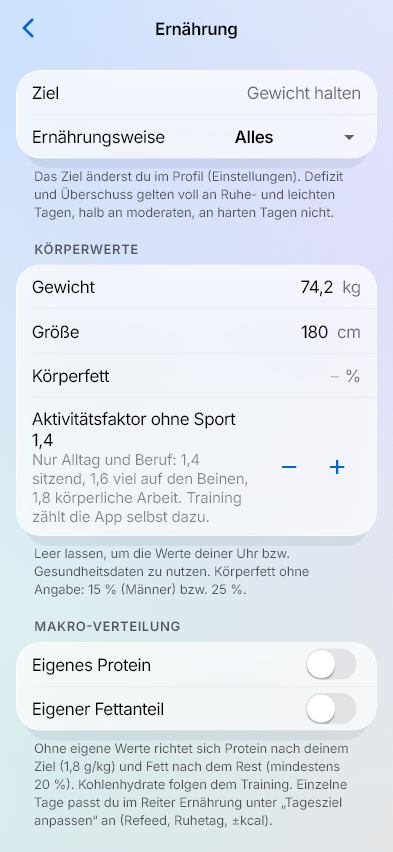 Ernährung
Ziel Gewicht halten
Ernährungsweise Alles
Das Ziel änderst du im Profil (Einstellungen). Defizit
und Überschuss gelten voll an Ruhe- und leichten
Tagen, halb an moderaten, an harten Tagen nicht.
KÖRPERWERTE
Gewicht 74,2 kg
Größe 180 cm
Körperfett – %
Aktivitätsfaktor ohne Sport
1,4
Nur Alltag und Beruf: 1,4
sitzend, 1,6 viel auf den Beinen,
1,8 körperliche Arbeit. Training
zählt die App selbst dazu.
− +
Leer lassen, um die Werte deiner Uhr bzw.
Gesundheitsdaten zu nutzen. Körperfett ohne
Angabe: 15 % (Männer) bzw. 25 %.
MAKRO-VERTEILUNG
Eigenes Protein
Eigener Fettanteil
Ohne eigene Werte richtet sich Protein nach deinem
Ziel (1,8 g/kg) und Fett nach dem Rest (mindestens
20 %). Kohlenhydrate folgen dem Training. Einzelne
Tage passt du im Reiter Ernährung unter „Tagesziel
anpassen“ an (Refeed, Ruhetag, ±kcal).